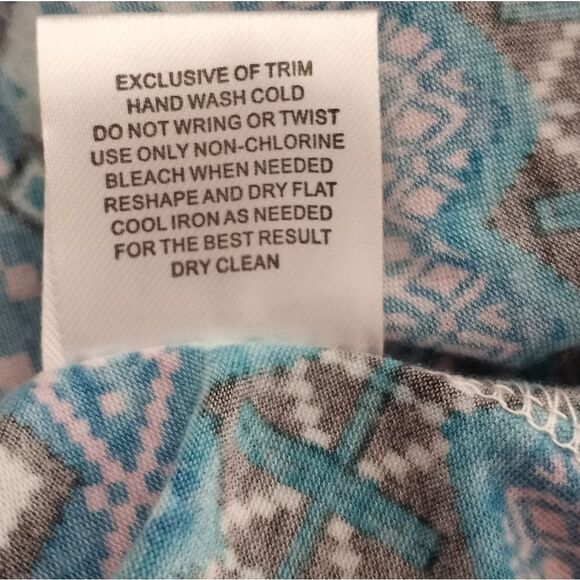 EXCLUSIVE OF TRIM
HAND WASH COLD
DO NOT WRING OR TWIST
USE ONLY NON-CHLORINE
BLEACH WHEN NEEDED
RESHAPE AND DRY FLAT
COOL IRON AS NEEDED
FOR THE BEST RESULT
DRY CLEAN